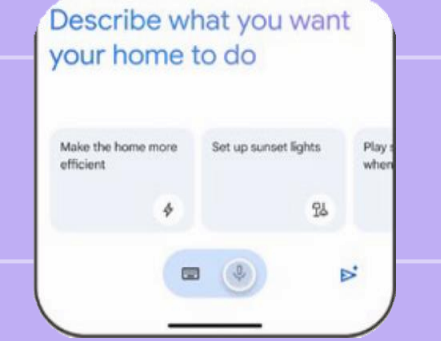 Describe what you want
your home to do
Make the home more
efficient
Set up sunset lights
Play
when